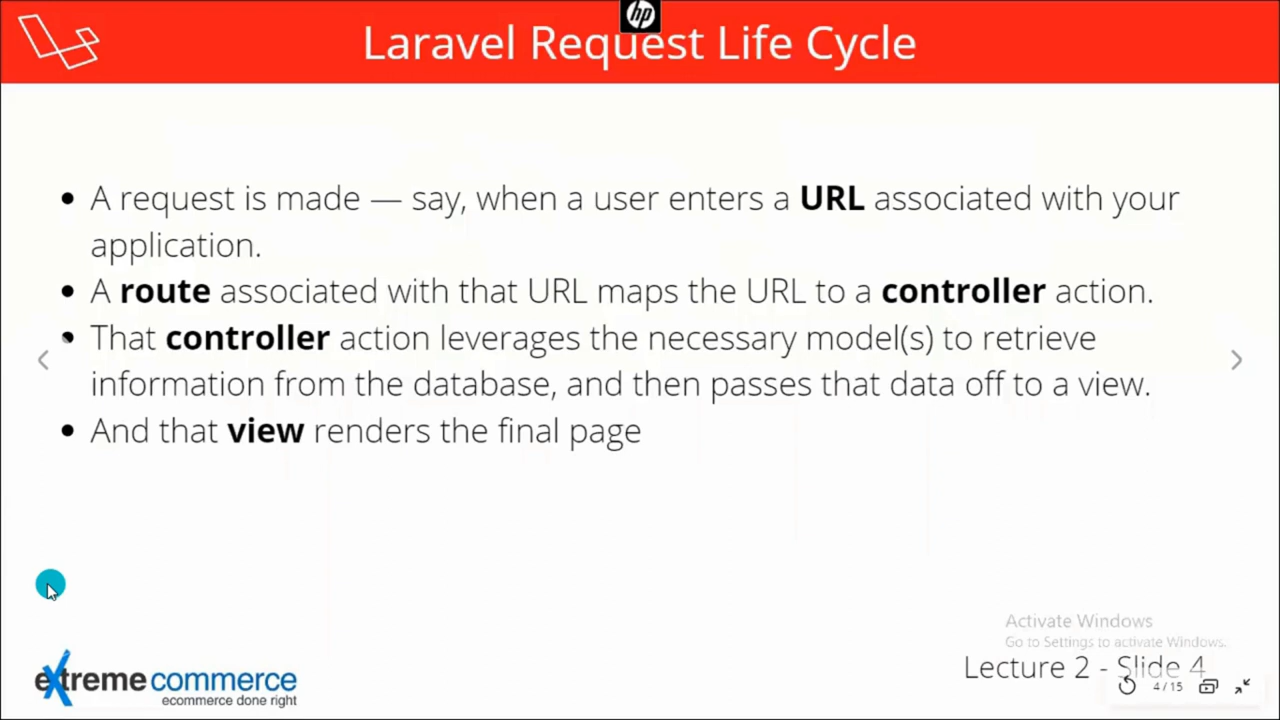 hp
Laravel Request Life Cycle
• A request is made — say, when a user enters a URL associated with your
application.
• A route associated with that URL maps the URL to a controller action.
• That controller action leverages the necessary model(s) to retrieve
information from the database, and then passes that data off to a view.
• And that view renders the final page
Activate Windows
Go to Settings to activate Windows.
Lecture 2 - Slide 4
4/15
extreme commerce
ecommerce done right